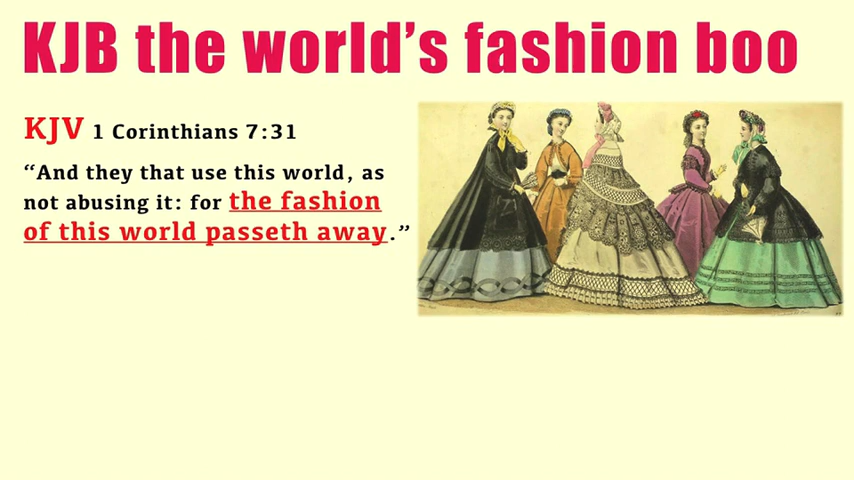 KJB the world's fashion boo
KJV 1 Corinthians 7:31
“And they that use this world, as
not abusing it: for the fashion
of this world passeth away.”